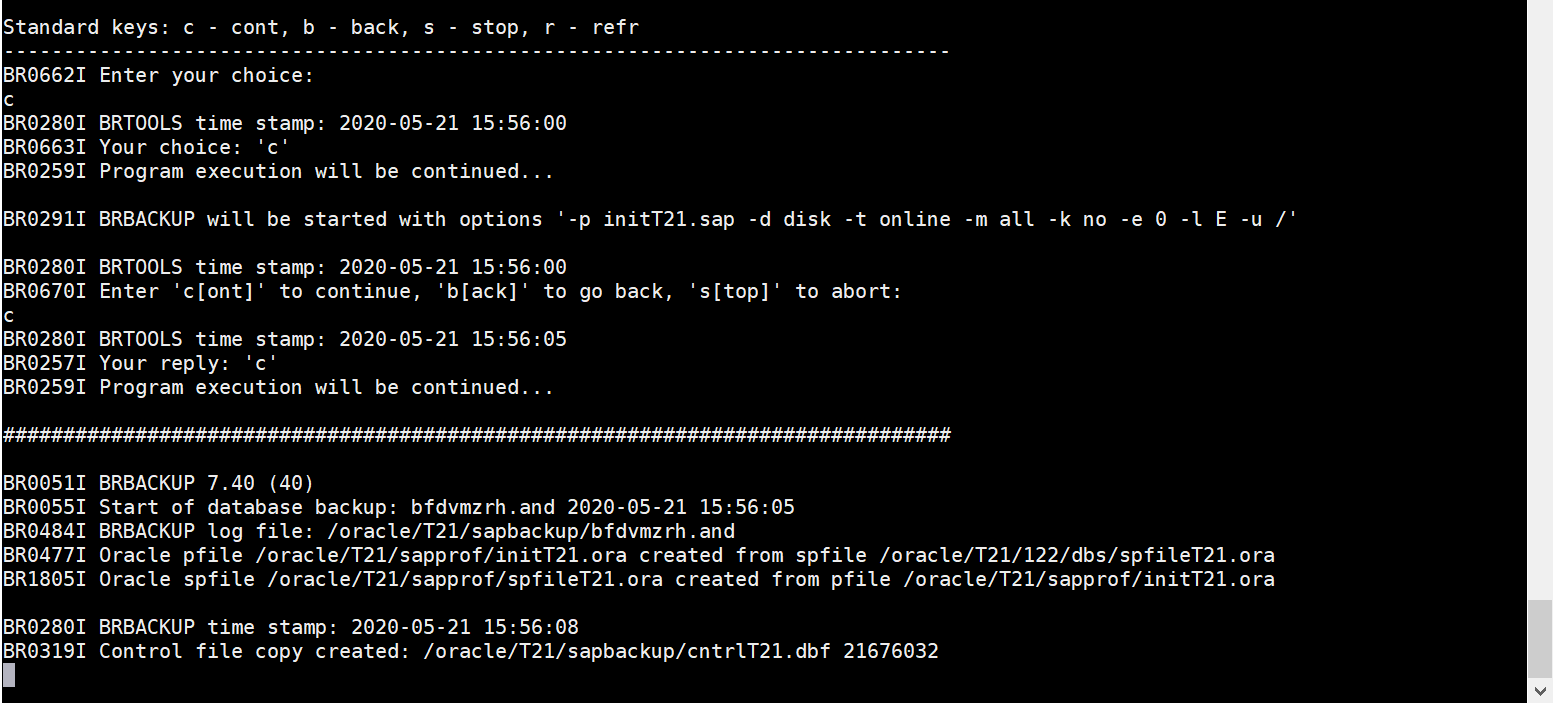 Standard keys: c - cont, b - back, s - stop, r - refr
-------------------------------------------------------------------------------
BR0662I Enter your choice:
c
BR0280I BRTOOLS time stamp: 2020-05-21 15:56:00
BR0663I Your choice: 'c'
BR0259I Program execution will be continued...
BR0291I BRBACKUP will be started with options '-p initT21.sap -d disk -t online -m all -k no -e 0 -l E -u /'
BR0280I BRTOOLS time stamp: 2020-05-21 15:56:00
BR0670I Enter 'c[ont]' to continue, 'b[ack]' to go back, 's[top]' to abort:
c
BR0280I BRTOOLS time stamp: 2020-05-21 15:56:05
BR0257I Your reply: 'c'
BR0259I Program execution will be continued...
###############################################################################
BR0051I BRBACKUP 7.40 (40)
BR0055I Start of database backup: bfdvmzrh.and 2020-05-21 15:56:05
BR0484I BRBACKUP log file: /oracle/T21/sapbackup/bfdvmzrh.and
BR0477I Oracle pfile /oracle/T21/sapprof/initT21.ora created from spfile /oracle/T21/122/dbs/spfileT21.ora
BR1805I Oracle spfile /oracle/T21/sapprof/spfileT21.ora created from pfile /oracle/T21/sapprof/initT21.ora
BR0280I BRBACKUP time stamp: 2020-05-21 15:56:08
BR0319I Control file copy created: /oracle/T21/sapbackup/cntrlT21.dbf 21676032